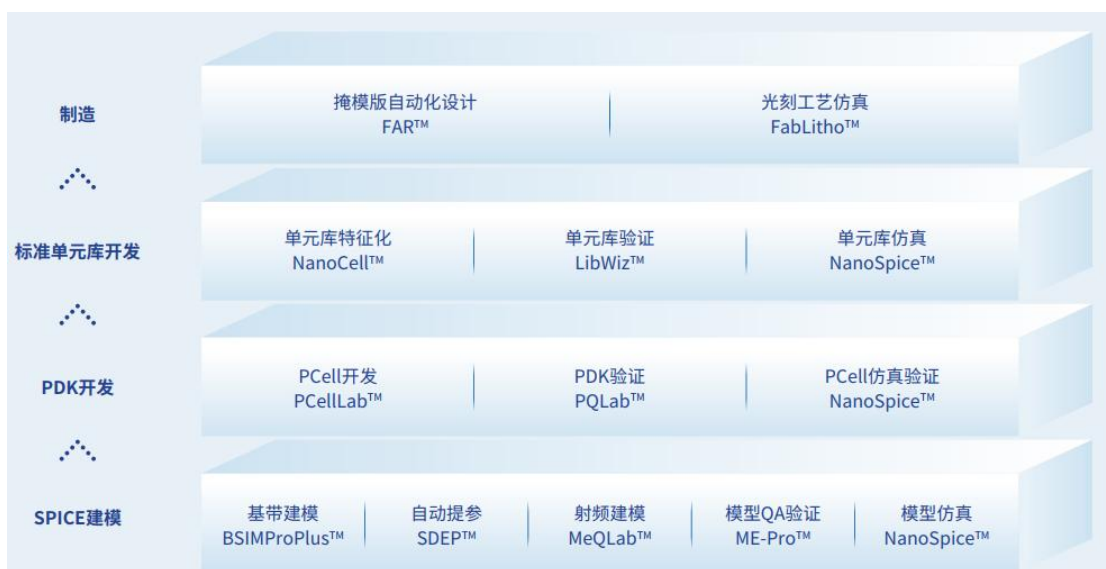 制造
掩模版自动化设计
FAR™
光刻工艺仿真
FabLitho™
标准单元库开发
单元库特征化
NanoCell™
单元库验证
LibWiz™
单元库仿真
NanoSpice™
PDK开发
PCell开发
PCellLab™
PDK验证
PQLab™
PCell仿真验证
NanoSpice™
SPICE建模
基带建模
BSIMProPlus™
自动提参
SDEP™
射频建模
MeQLab™
模型QA验证
ME-Pro™
模型仿真
NanoSpice™